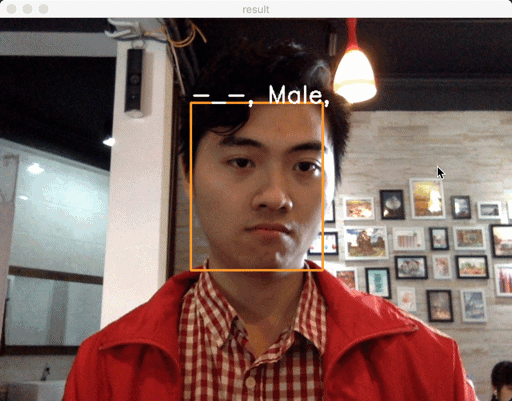 result
—_—, Male,